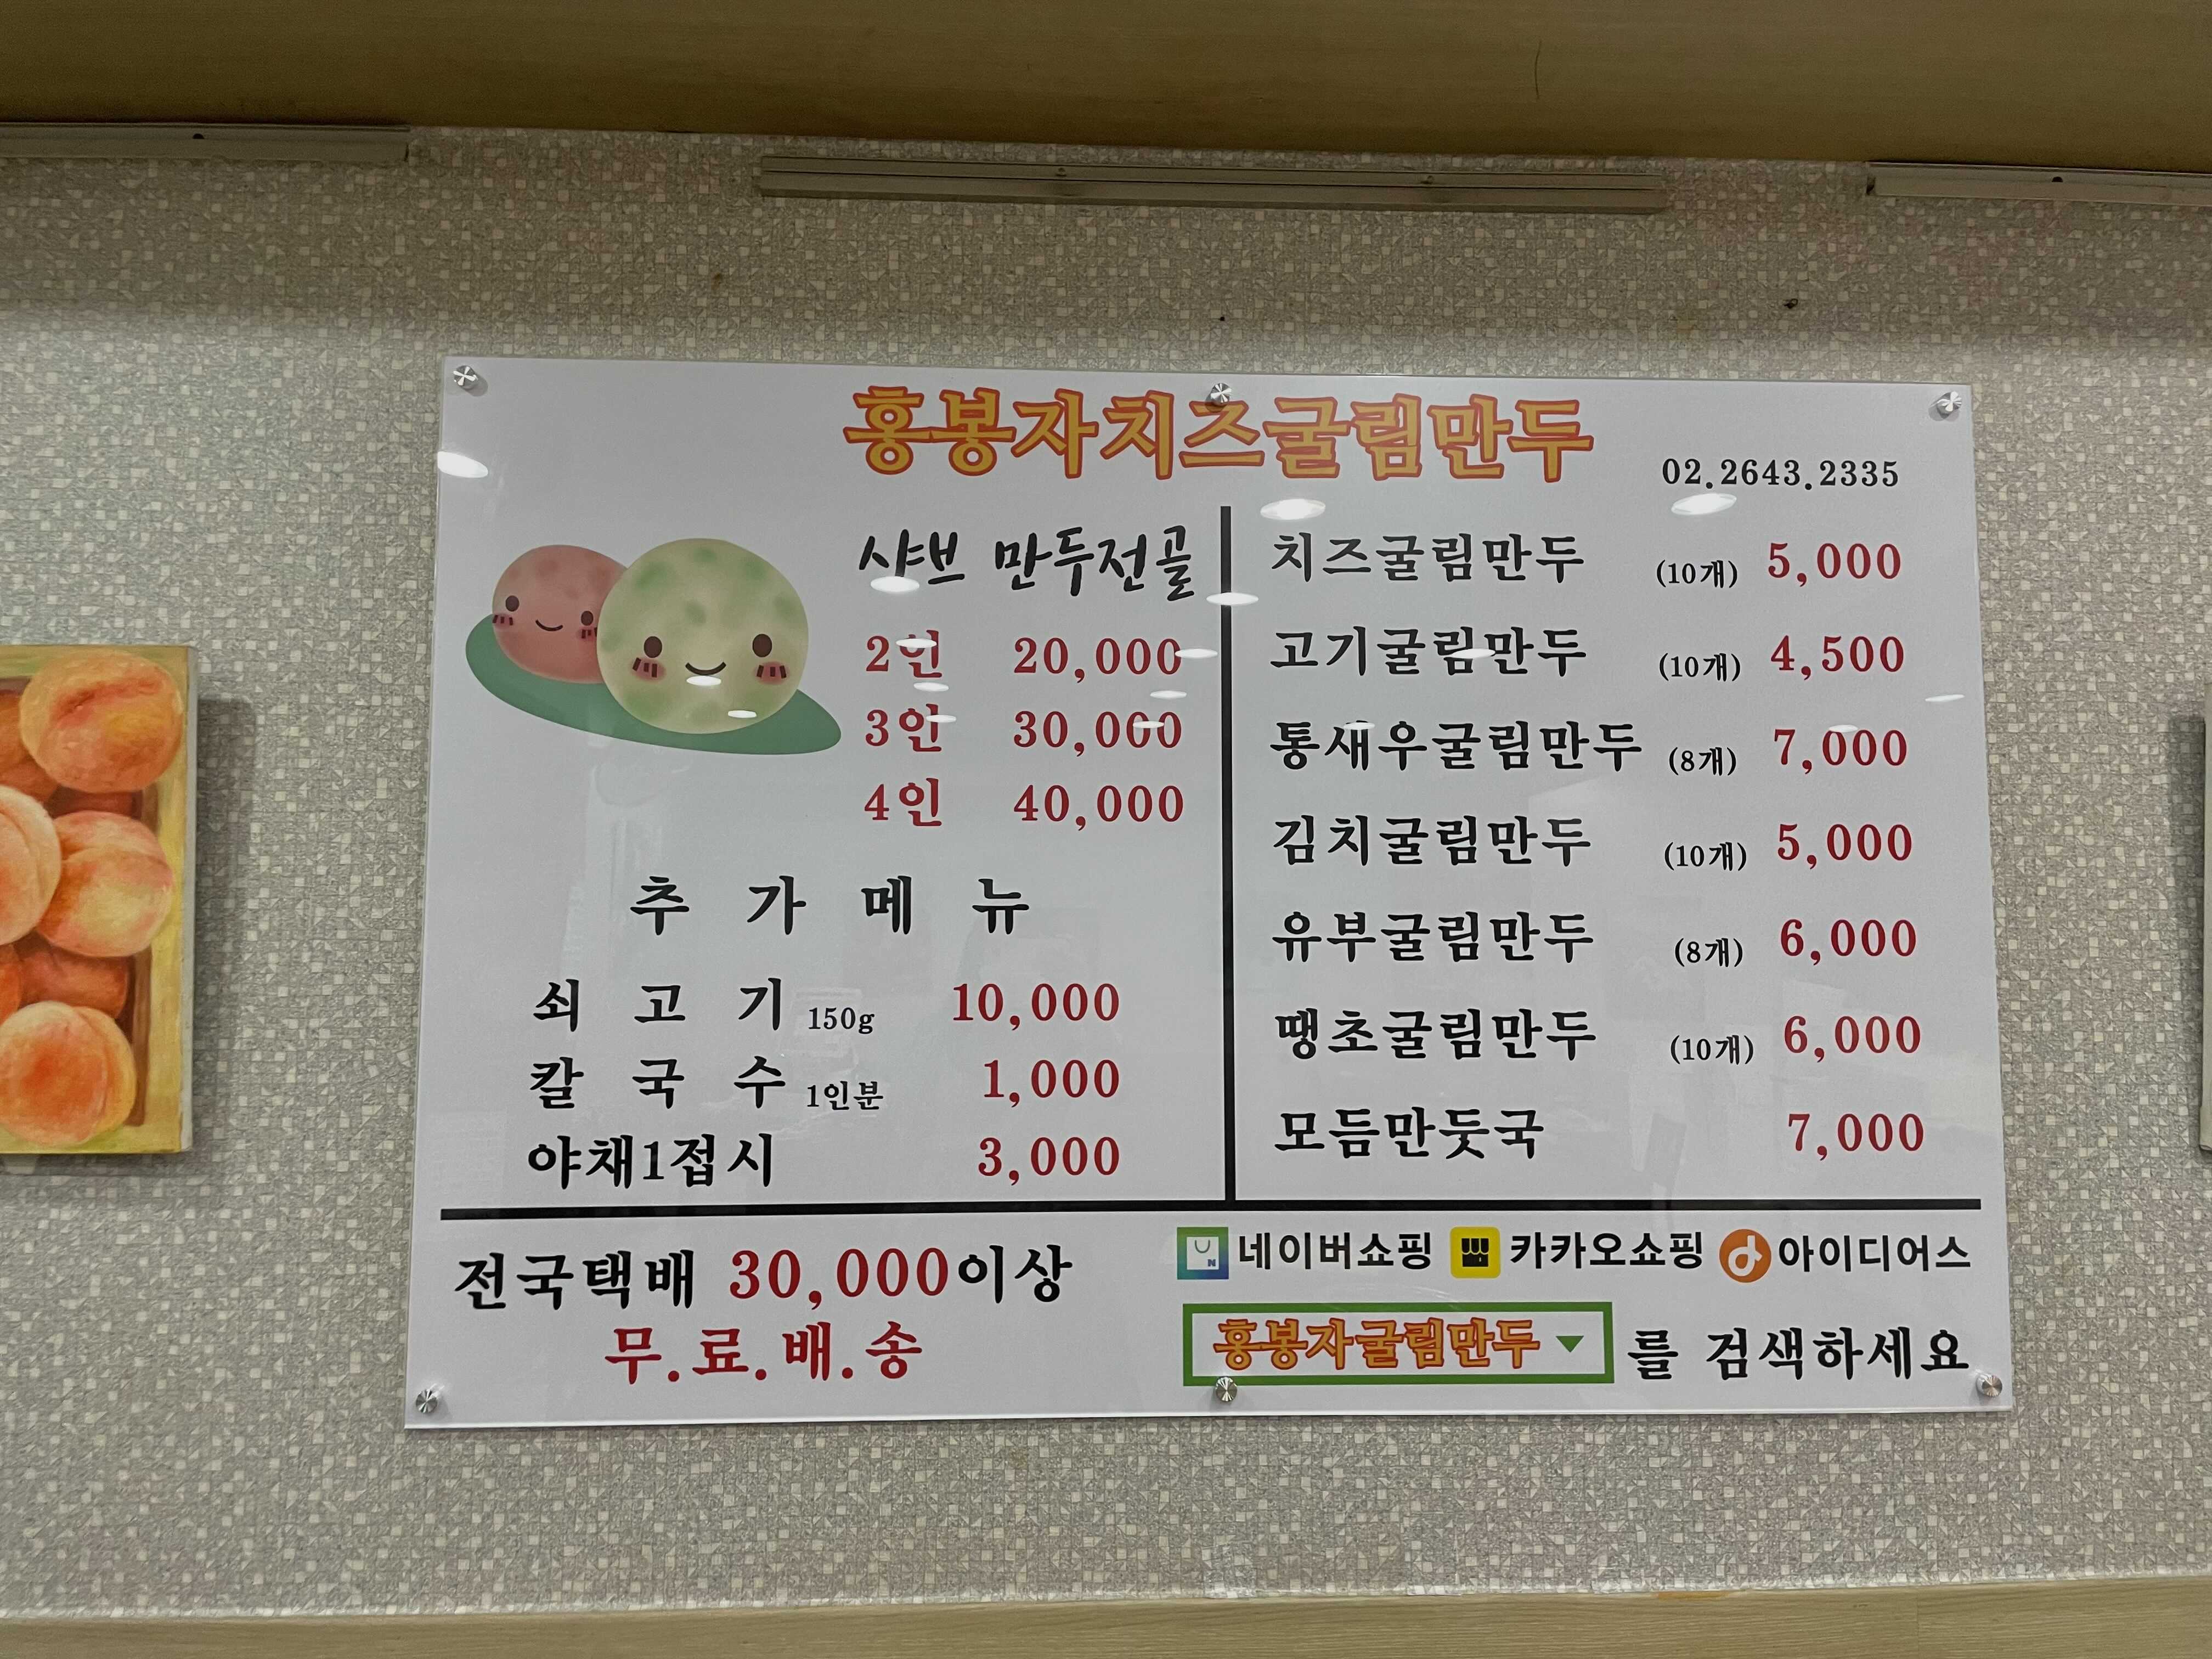 홍봉자치즈굴림만두
02.2643.2335
샤브 만두전골
2인 20,000
3인 30,000
4인 40,000
추 가 메 뉴
쇠 고 기 150g 10,000
칼 국 수 1인분 1,000
야채1접시 3,000
치즈굴림만두 (10개) 5,000
고기굴림만두 (10개) 4,500
통새우굴림만두 (8개) 7,000
김치굴림만두 (10개) 5,000
유부굴림만두 (8개) 6,000
땡초굴림만두 (10개) 6,000
모듬만둣국 7,000
전국택배 30,000이상
무.료.배.송
네이버쇼핑 카카오쇼핑 아이디어스
홍봉자굴림만두 를 검색하세요